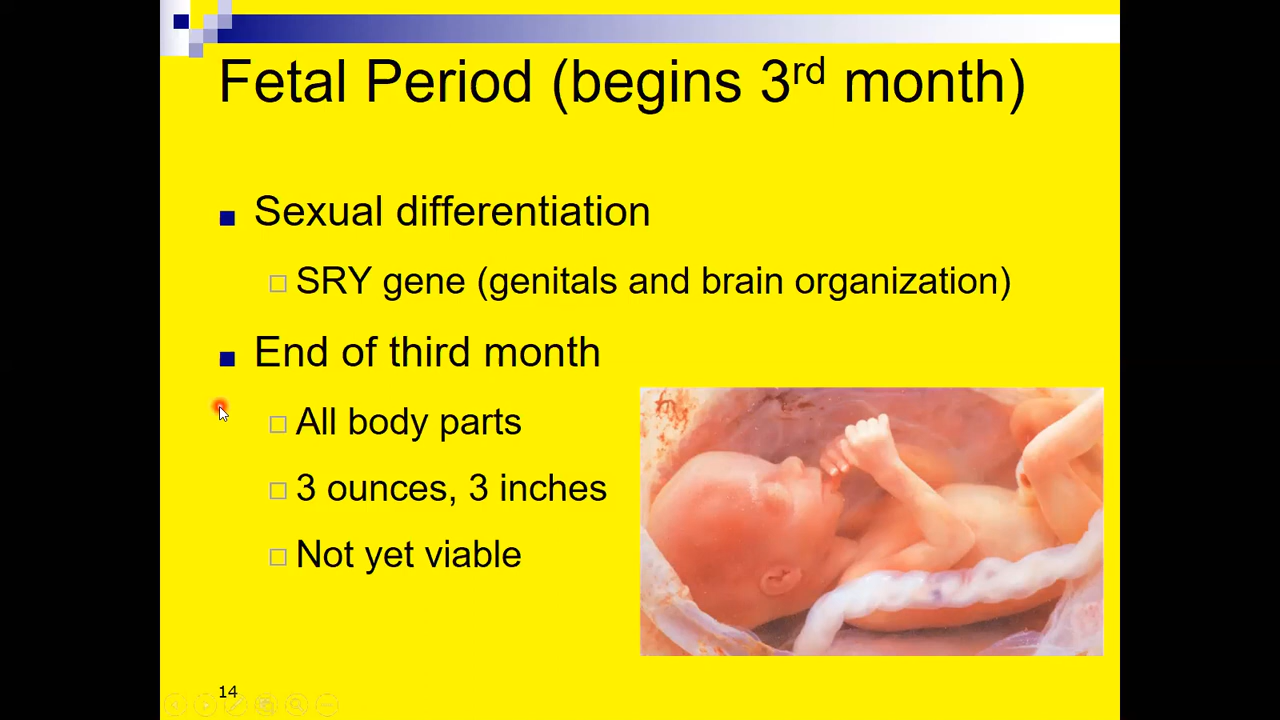 Fetal Period (begins 3rd month)
Sexual differentiation
SRY gene (genitals and brain organization)
End of third month
All body parts
3 ounces, 3 inches
Not yet viable
14